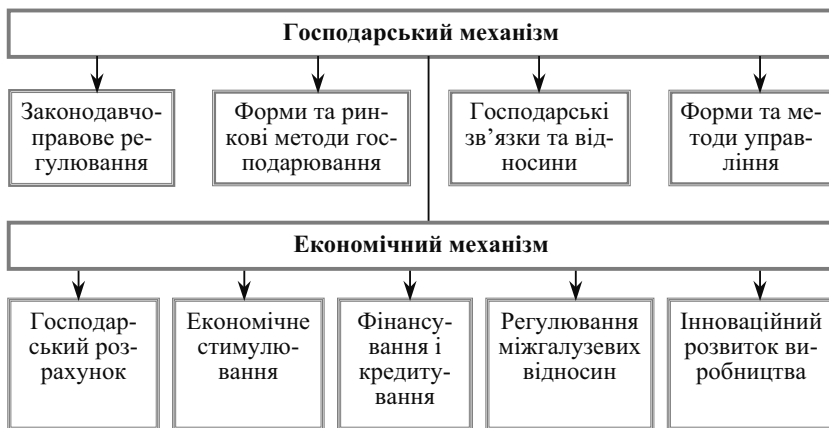 Господарський механізм
Законодавчо-
правове ре-
гулювання
Форми та рин-
кові методи гос-
подарювання
Господарські
зв’язки та від-
носини
Форми та ме-
тоди управ-
ління
Економічний механізм
Господар-
ський роз-
рахунок
Економічне
стимулю-
вання
Фінансу-
вання і
кредиту-
вання
Регулювання
міжгалузевих
відносин
Інноваційний
розвиток ви-
робництва